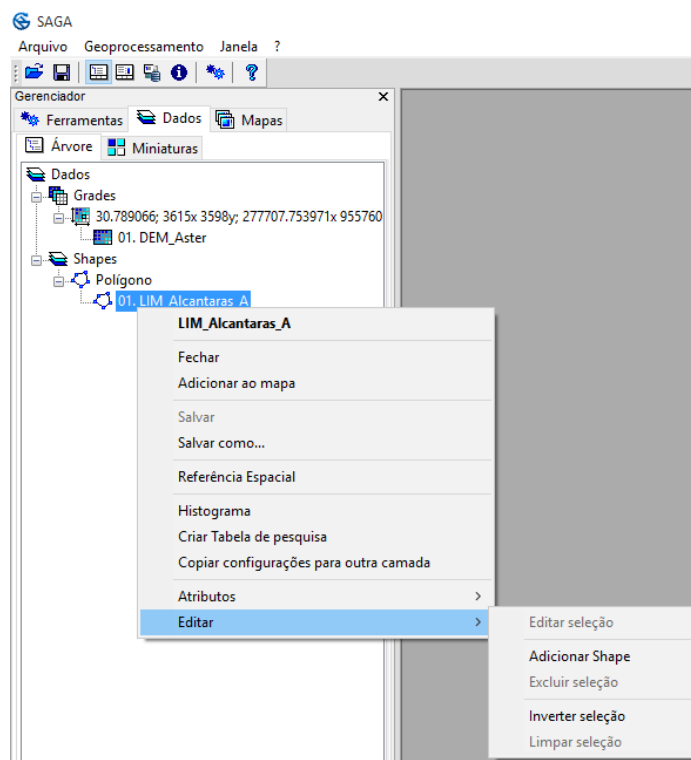 SAGA
Arquivo Geoprocessamento Janela ?
Gerenciador
Ferramentas Dados Mapas
Árvore Miniaturas
Dados
Grades
30.789066; 3615x 3598y; 277707.753971x 955760
01. DEM_Aster
Shapes
Polígono
01. LIM_Alcantaras_A
LIM_Alcantaras_A
Fechar
Adicionar ao mapa
Salvar
Salvar como...
Referência Espacial
Histograma
Criar Tabela de pesquisa
Copiar configurações para outra camada
Atributos
Editar
Editar seleção
Adicionar Shape
Excluir seleção
Inverter seleção
Limpar seleção